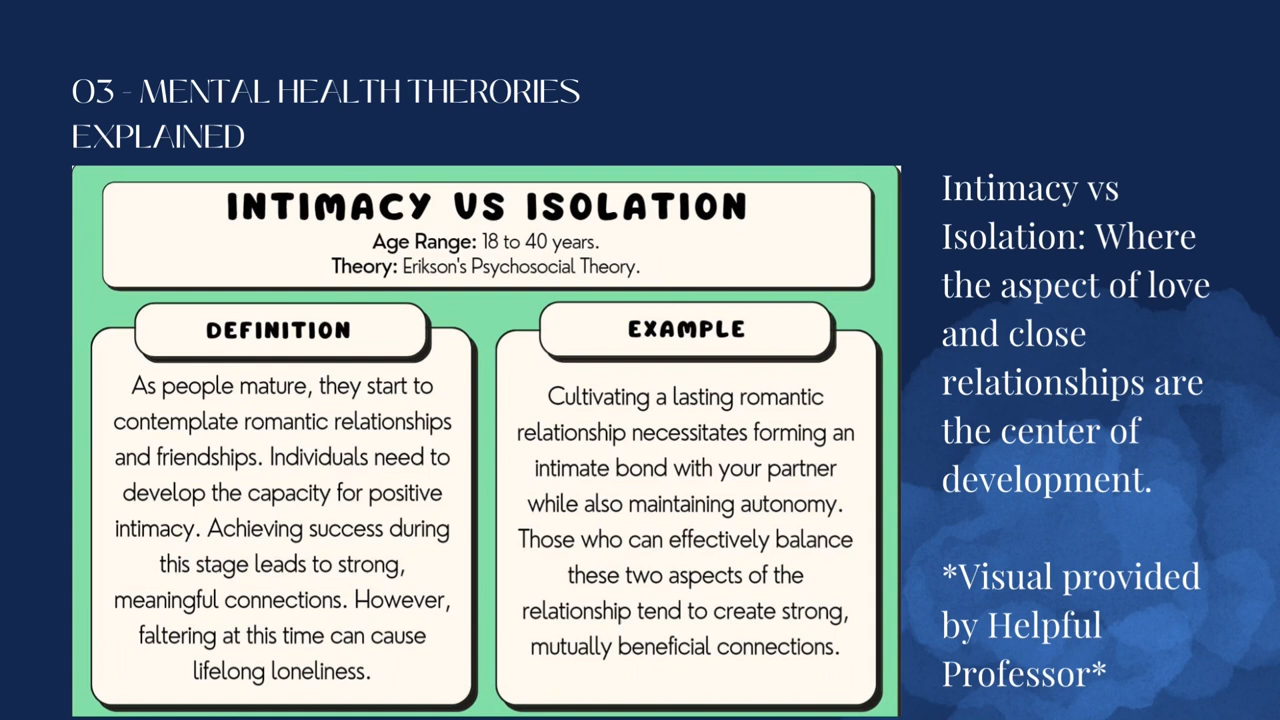 03 - MENTAL HEALTH THERORIES
EXPLAINED
INTIMACY VS ISOLATION
Age Range: 18 to 40 years.
Theory: Erikson's Psychosocial Theory.
DEFINITION
As people mature, they start to
contemplate romantic relationships
and friendships. Individuals need to
develop the capacity for positive
intimacy. Achieving success during
this stage leads to strong,
meaningful connections. However,
faltering at this time can cause
lifelong loneliness.
EXAMPLE
Cultivating a lasting romantic
relationship necessitates forming an
intimate bond with your partner
while also maintaining autonomy.
Those who can effectively balance
these two aspects of the
relationship tend to create strong,
mutually beneficial connections.
Intimacy vs
Isolation: Where
the aspect of love
and close
relationships are
the center of
development.
*Visual provided
by Helpful
Professor*